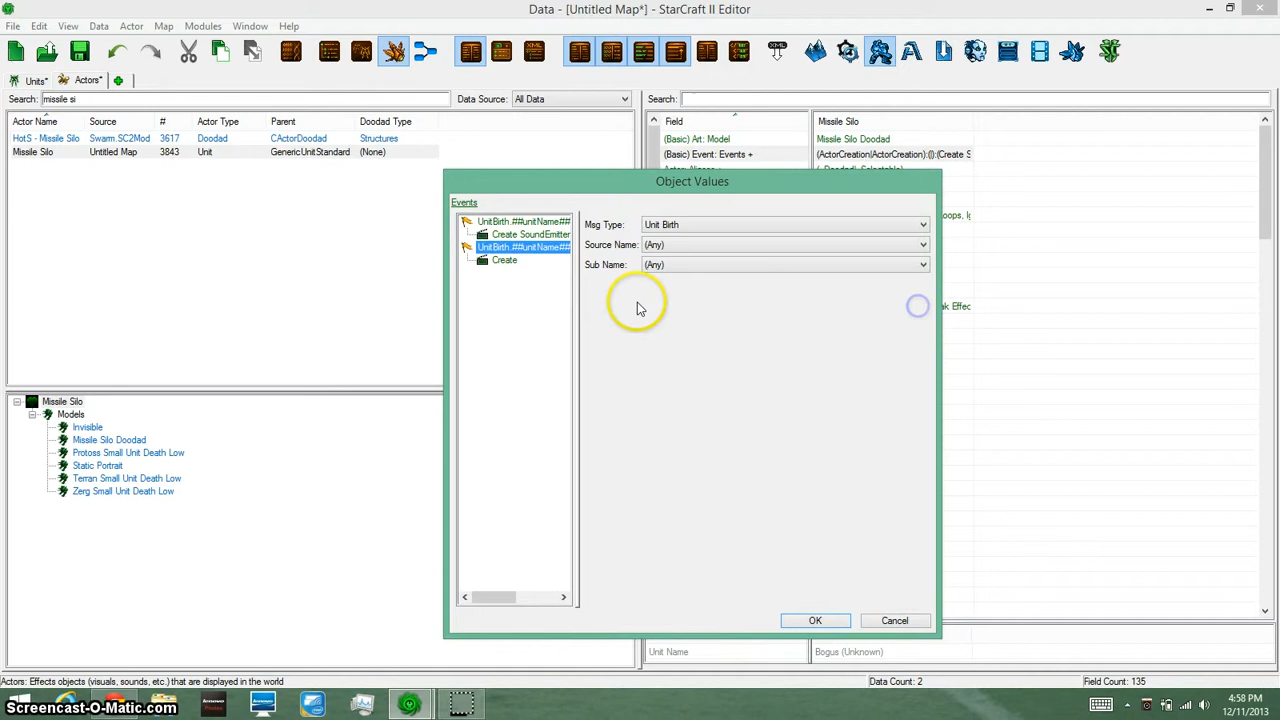 Data - [Untitled Map*] - StarCraft II Editor
File Edit View Data Actor Map Modules Window Help
Units* Actors*
Search: missile si Data Source: All Data Search:
Actor Name Source # Actor Type Parent Doodad Type Field Missile Silo
HotS - Missile Silo Swarm.SC2Mod 3617 Doodad CActorDoodad Structures (Basic) Art: Model Missile Silo Doodad
Missile Silo Untitled Map 3843 Unit GenericUnitStandard (None) (Basic) Event: Events + (ActorCreation|ActorCreation):(|):(Create S
Object Values
Events
UnitBirth.##unitName## Msg Type: Unit Birth
Create SoundEmitter
UnitBirth.##unitName## Source Name: (Any)
Create Sub Name: (Any)
oops, Ig
ak Effec
Missile Silo
Models
Invisible
Missile Silo Doodad
Protoss Small Unit Death Low
Static Portrait
Terran Small Unit Death Low
Zerg Small Unit Death Low
OK Cancel
Unit Name Bogus (Unknown)
Actors: Effects objects (visuals, sounds, etc.) that are displayed in the world Data Count: 2 Field Count: 135
Screencast-O-Matic.com
4:58 PM
12/11/2013